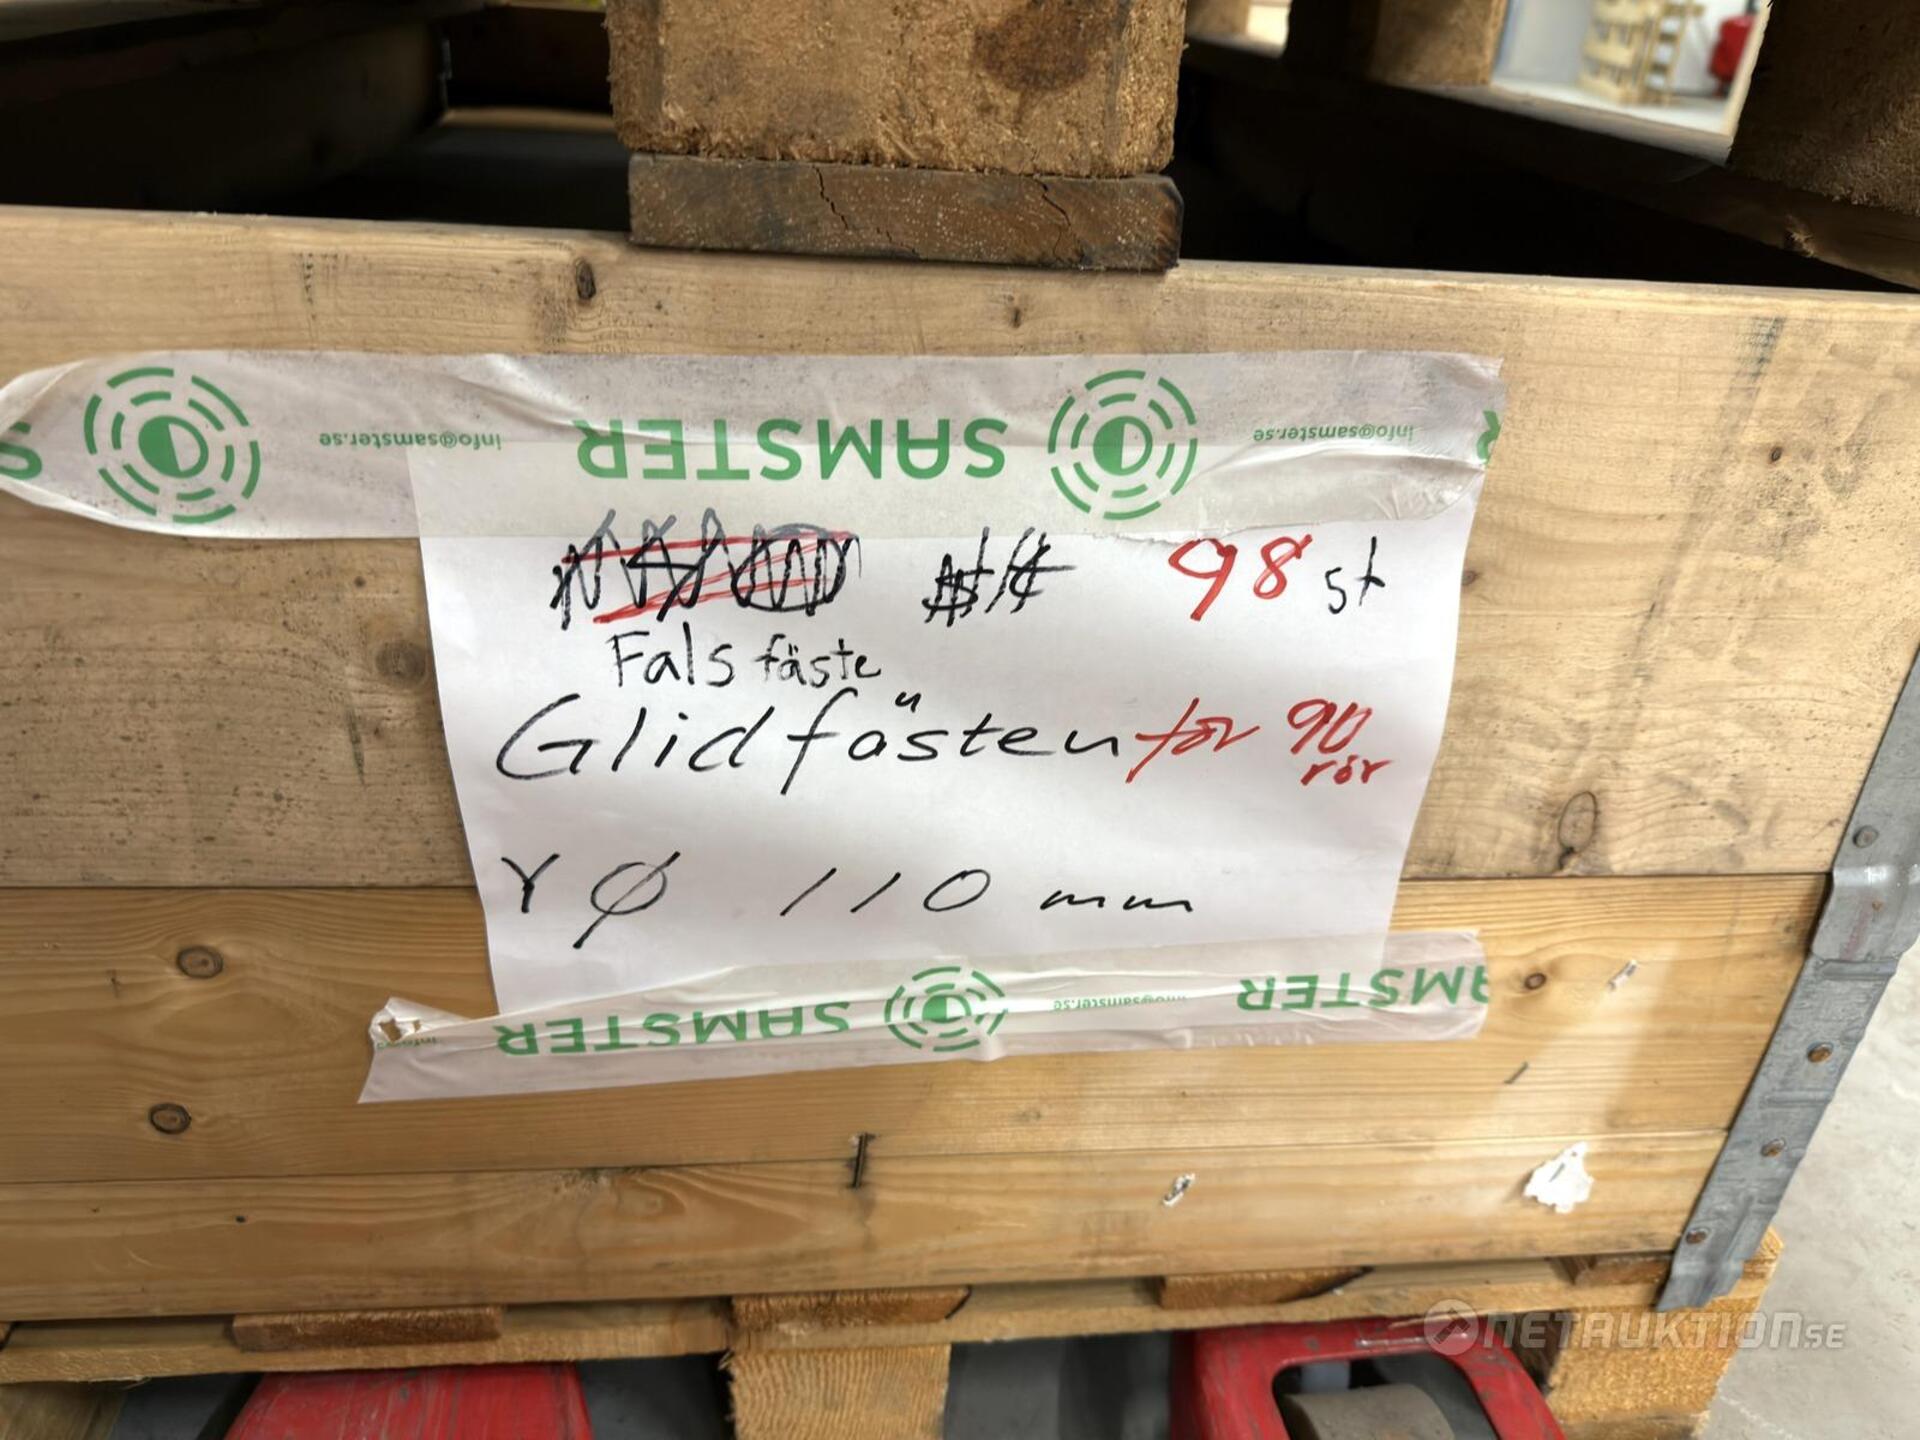 info@samster.se SAMSTER info@samster.se
98 st
Fals fäste
Glidfästen för 90
rör
Y Ø 110 mm
SAMSTER info@samster.se AMSTER
NETAUKTION.SE